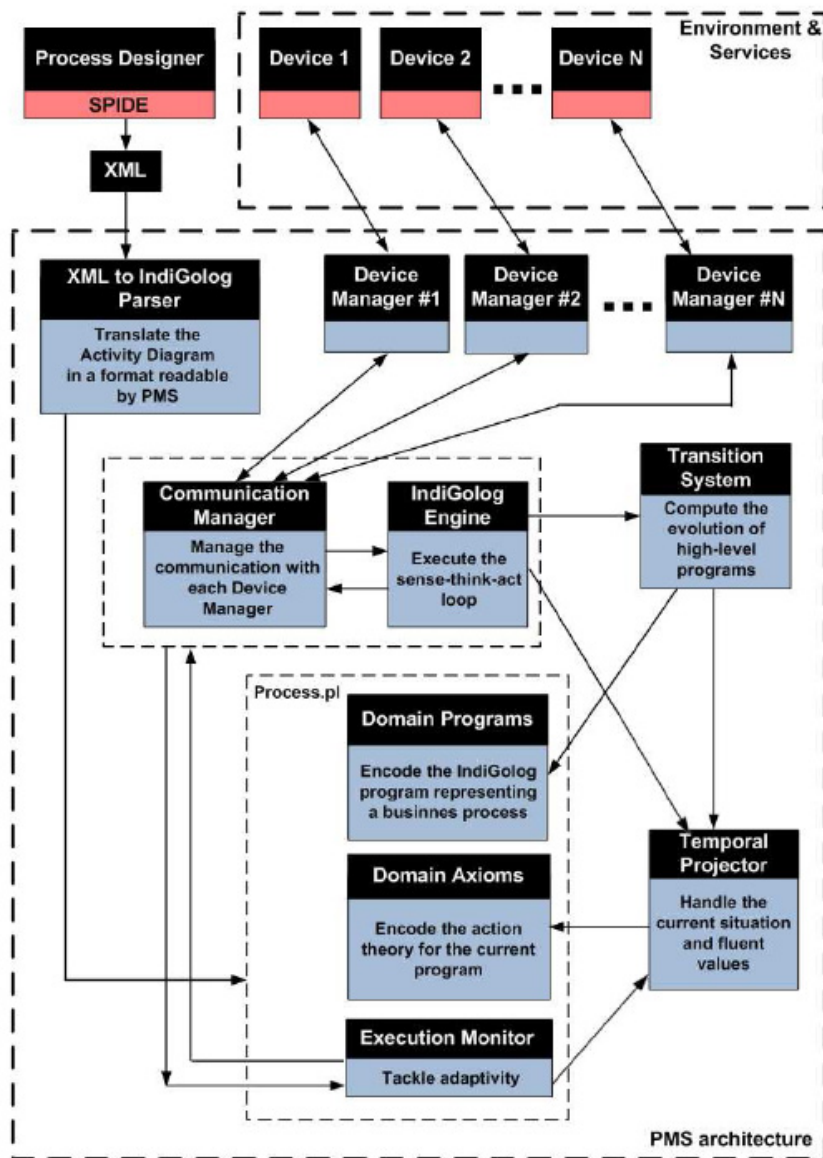 Process Designer
SPIDE
XML
Environment &
Services
Device 1
Device 2
Device N
XML to IndiGolog
Parser
Translate the
Activity Diagram
in a format readable
by PMS
Device
Manager #1
Device
Manager #2
Device
Manager #N
Communication
Manager
Manage the
communication with
each Device
Manager
IndiGolog
Engine
Execute the
sense-think-act
loop
Transition
System
Compute the
evolution of
high-level
programs
Process.pl
Domain Programs
Encode the IndiGolog
program representing
a businnes process
Domain Axioms
Encode the action
theory for the current
program
Temporal
Projector
Handle the
current situation
and fluent
values
Execution Monitor
Tackle adaptivity
PMS architecture